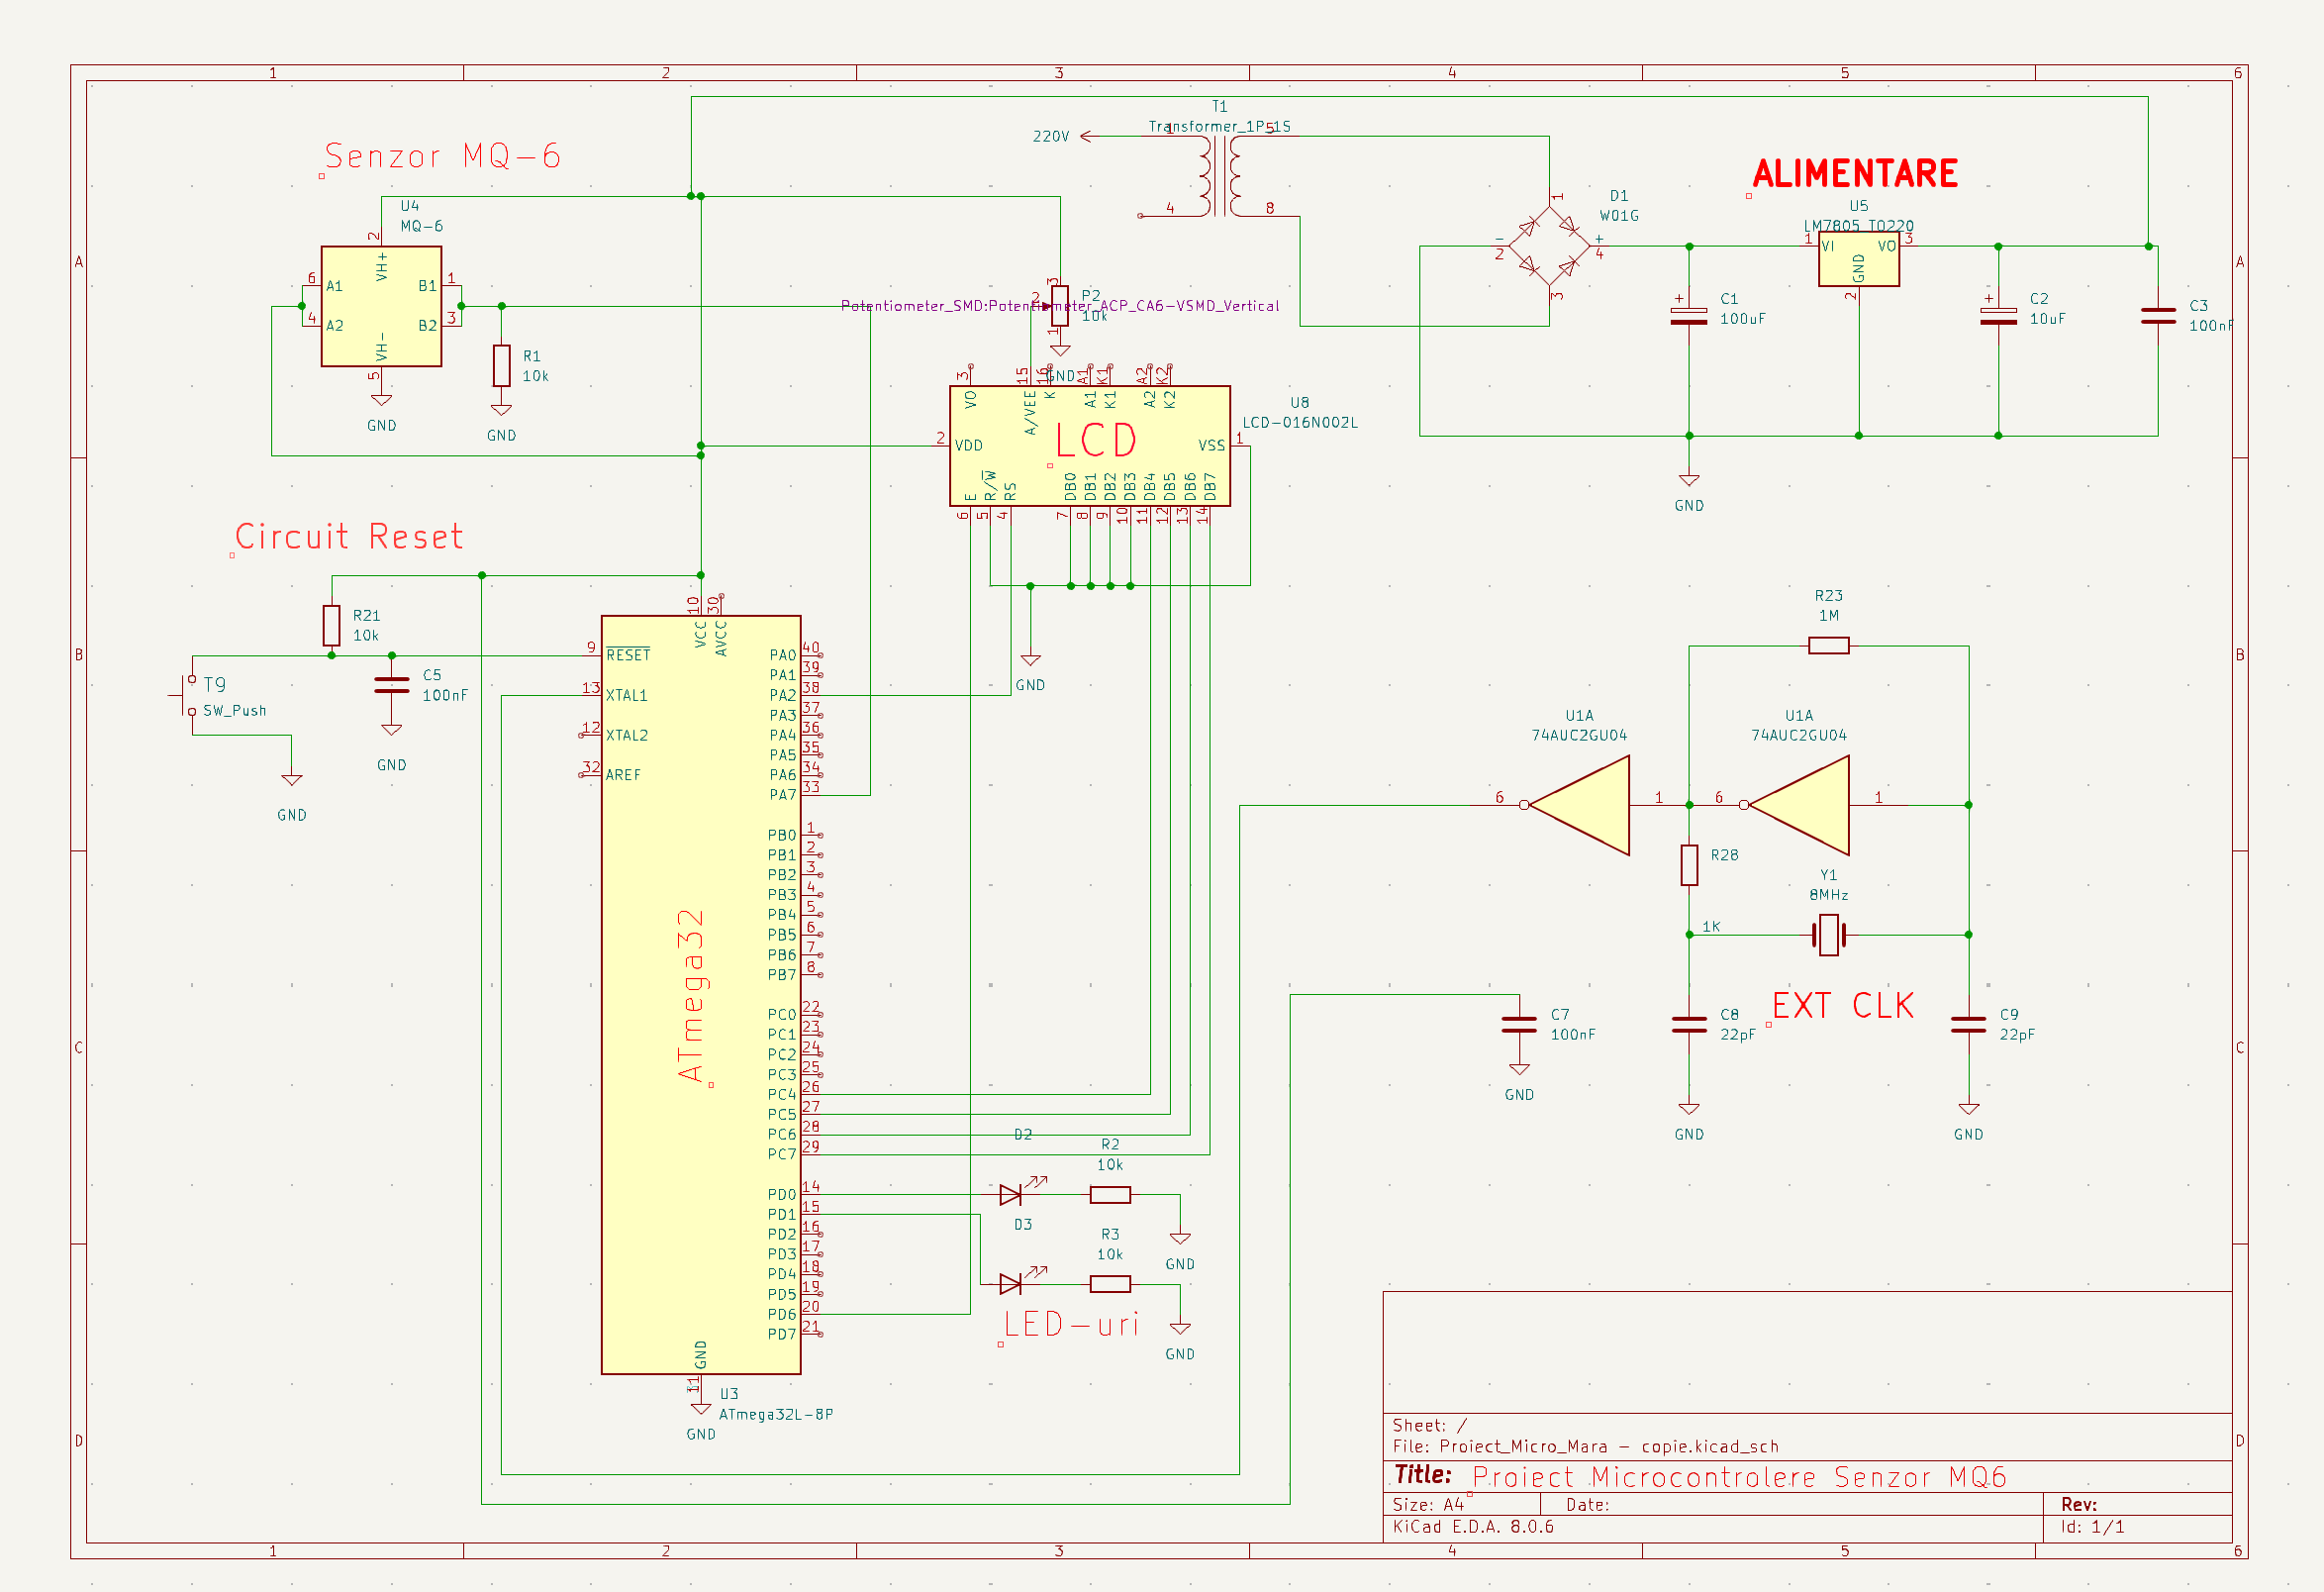 1 2 3 4 5 6
T1
Transformer_1P_1S
220V
1 5
4 8
Senzor MQ-6
ALIMENTARE
U4
MQ-6
2
VH+
6 A1 B1 1
4 A2 B2 3
VH-
5
GND
R1
10k
GND
3
2
P2
10k
1
Potentiometer_SMD:Potentiometer_ACP_CA6-VSMD_Vertical
GND
D1
W01G
1
- +
2 4
3
U5
LM7805_TO220
1 VI VO 3
GND
2
C1
100uF
C2
10uF
C3
100nF
GND
A A
3 15 16 A1 K1 A2 K2
VO A/VEE K A1 K1 A2 K2
U8
LCD-016N002L
LCD
2 VDD VSS 1
E R/W RS DB0 DB1 DB2 DB3 DB4 DB5 DB6 DB7
6 5 4 7 8 9 10 11 12 13 14
GND
Circuit Reset
R21
10k
C5
100nF
GND
T9
SW_Push
GND
B B
10 30
VCC AVCC
9 RESET
13 XTAL1
12 XTAL2
32 AREF
PA0 40
PA1 39
PA2 38
PA3 37
PA4 36
PA5 35
PA6 34
PA7 33
PB0 1
PB1 2
PB2 3
PB3 4
PB4 5
PB5 6
PB6 7
PB7 8
PC0 22
PC1 23
PC2 24
PC3 25
PC4 26
PC5 27
PC6 28
PC7 29
PD0 14
PD1 15
PD2 16
PD3 17
PD4 18
PD5 19
PD6 20
PD7 21
ATmega32
GND
11
U3
ATmega32L-8P
GND
R23
1M
U1A
74AUC2GU04
U1A
74AUC2GU04
6 1 6 1
R28
1K
Y1
8MHz
EXT CLK
C7
100nF
GND
C8
22pF
GND
C9
22pF
GND
C C
D2
R2
10k
GND
D3
R3
10k
GND
LED-uri
D D
Sheet: /
File: Proiect_Micro_Mara - copie.kicad_sch
Title: Proiect Microcontrolere Senzor MQ6
Size: A4 Date: Rev:
KiCad E.D.A. 8.0.6 Id: 1/1
1 2 3 4 5 6